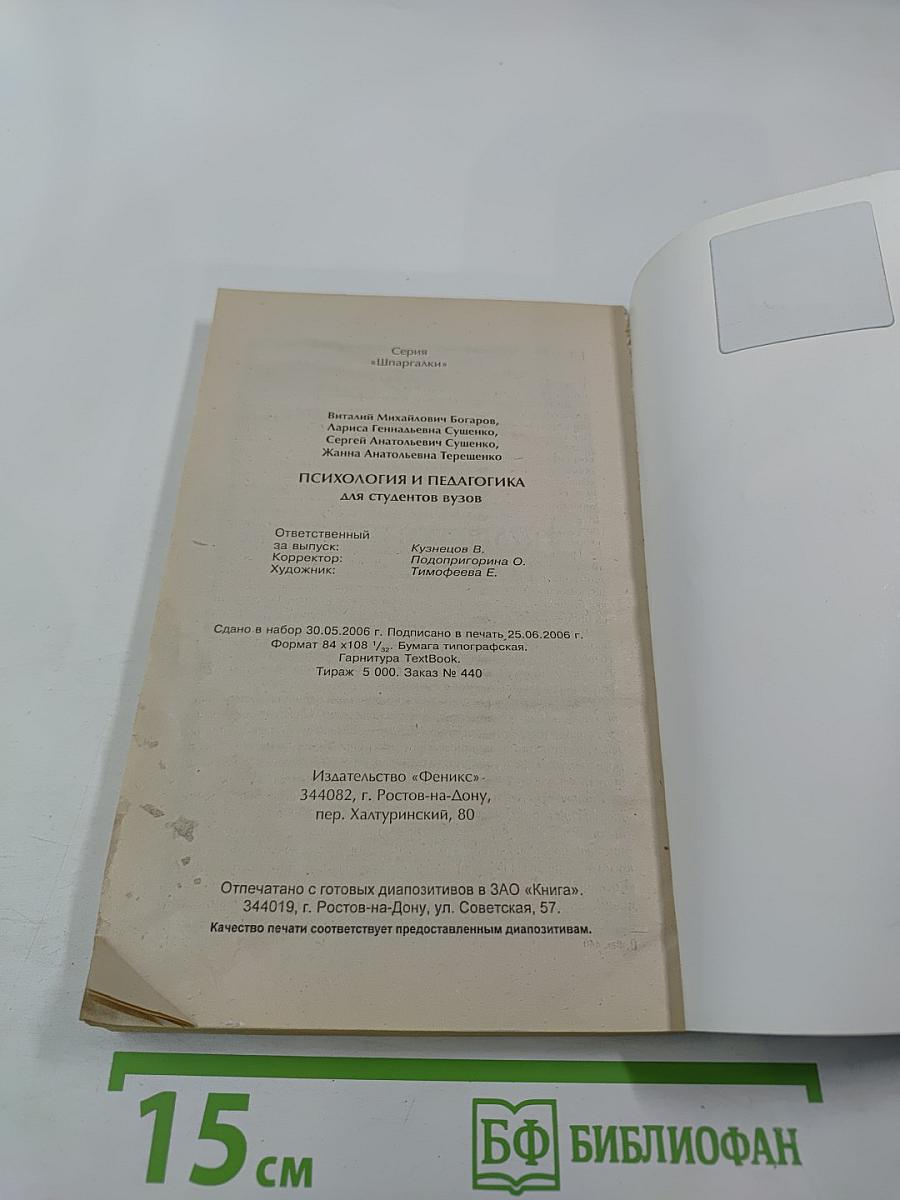 Серия
«Шпаргалки»
Виталий Михайлович Богаров,
Лариса Геннадьевна Сушенко,
Сергей Анатольевич Сушенко,
Жанна Анатольевна Терешенко
ПСИХОЛОГИЯ И ПЕДАГОГИКА
для студентов вузов
Ответственный
за выпуск: Кузнецов В.
Корректор: Подопригорина О.
Художник: Тимофеева Е.
Сдано в набор 30.05.2006 г. Подписано в печать 25.06.2006 г.
Формат 84 х108 1/32. Бумага типографская.
Гарнитура TextBook.
Тираж 5 000. Заказ № 440
Издательство «Феникс»
344082, г. Ростов-на-Дону,
пер. Халтуринский, 80
Отпечатано с готовых диапозитивов в ЗАО «Книга».
344019, г. Ростов-на-Дону, ул. Советская, 57.
Качество печати соответствует предоставленным диапозитивам.
15 см
БФ БИБЛИОФАН